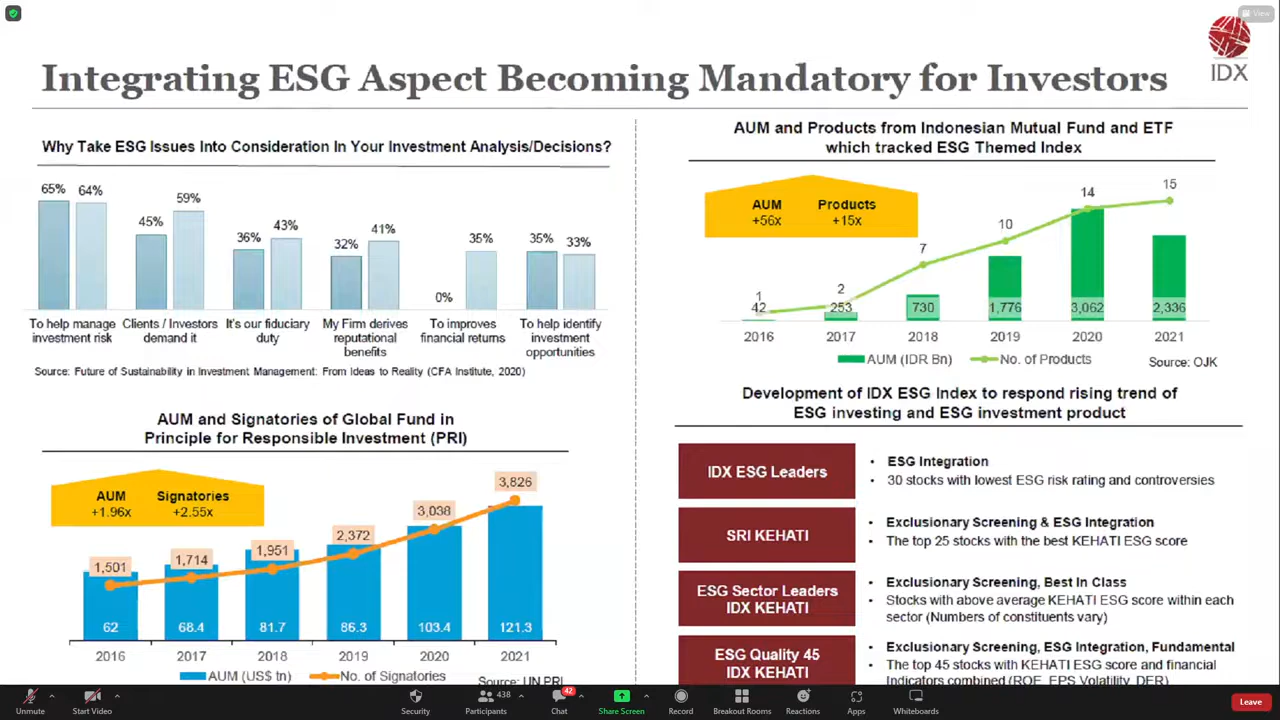 View
IDX
Integrating ESG Aspect Becoming Mandatory for Investors
Why Take ESG Issues Into Consideration In Your Investment Analysis/Decisions?
65% 64% 45% 59% 36% 43% 32% 41% 0% 35% 35% 33%
To help manage investment risk
Clients / Investors demand it
It's our fiduciary duty
My Firm derives reputational benefits
To improves financial returns
To help identify investment opportunities
Source: Future of Sustainability in Investment Management: From Ideas to Reality (CFA Institute, 2020)
AUM and Signatories of Global Fund in
Principle for Responsible Investment (PRI)
AUM Signatories
+1.96x +2.55x
1,501 1,714 1,951 2,372 3,038 3,826
62 68.4 81.7 86.3 103.4 121.3
2016 2017 2018 2019 2020 2021
AUM (US$ tn) No. of Signatories
Source: UN PRI
AUM and Products from Indonesian Mutual Fund and ETF
which tracked ESG Themed Index
AUM Products
+56x +15x
1 2 7 10 14 15
42 253 730 1,776 3,062 2,336
2016 2017 2018 2019 2020 2021
AUM (IDR Bn) No. of Products
Source: OJK
Development of IDX ESG Index to respond rising trend of
ESG investing and ESG investment product
IDX ESG Leaders
• ESG Integration
• 30 stocks with lowest ESG risk rating and controversies
SRI KEHATI
• Exclusionary Screening & ESG Integration
• The top 25 stocks with the best KEHATI ESG score
ESG Sector Leaders
IDX KEHATI
• Exclusionary Screening, Best In Class
• Stocks with above average KEHATI ESG score within each
sector (Numbers of constituents vary)
ESG Quality 45
IDX KEHATI
• Exclusionary Screening, ESG Integration, Fundamental
• The top 45 stocks with KEHATI ESG score and financial
Indicators combined (ROE, EPS Volatility, DER)
Unmute
Start Video
Security
Participants 438
Chat 42
Share Screen
Record
Breakout Rooms
Reactions
Apps
Whiteboards
Leave